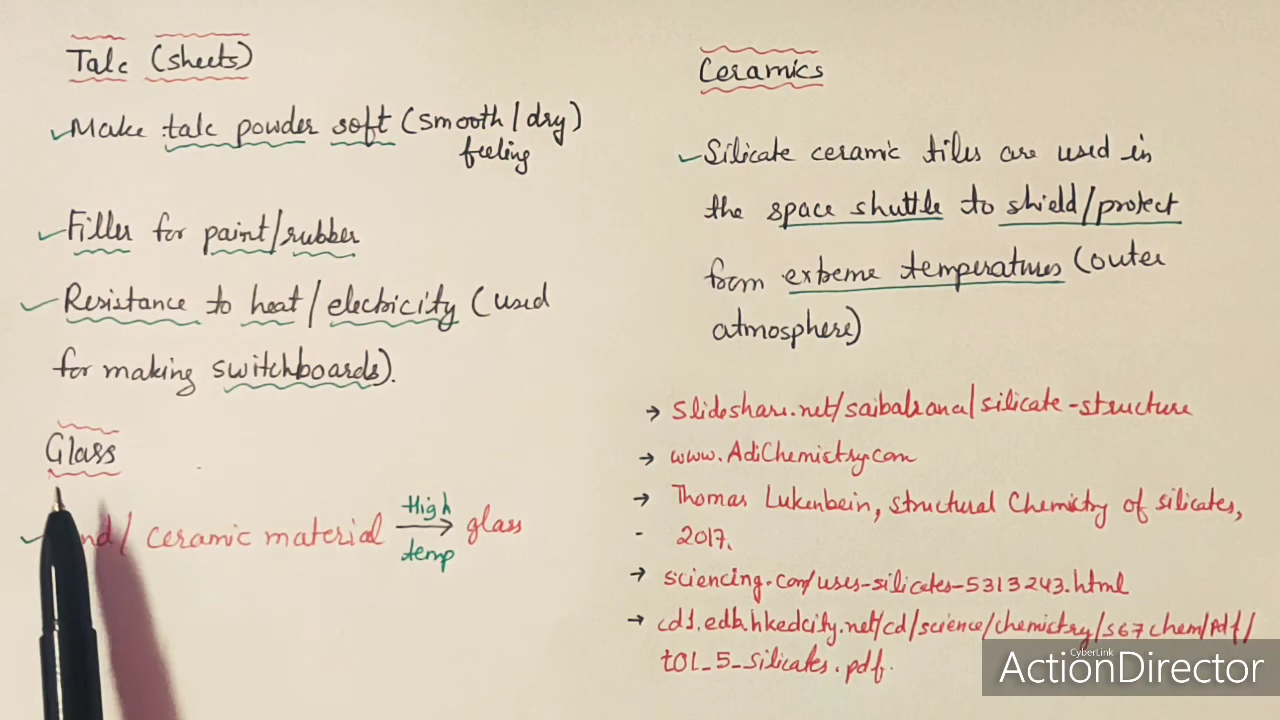 Talc (sheets)
Make talc powder soft (smooth/dry)
feeling
Filler for paint/rubber
Resistance to heat/electricity (used
for making switchboards).
Glass
nd/ ceramic material High temp glass
Ceramics
Silicate ceramic tiles are used in
the space shuttle to shield/protect
from extreme temperatures (outer
atmosphere)
→ slideshare.net/saibalrana/silicate-structure
→ www.AdiChemistry.com
→ Thomas Lukenbein, structural Chemistry of silicates,
- 2017.
→ sciencing.com/uses-silicates-5313243.html
→ cd1.edb.hkedcity.net/cd/science/chemistry/s67chem/pdf/
t01_5_silicates.pdf.
CyberLink
ActionDirector